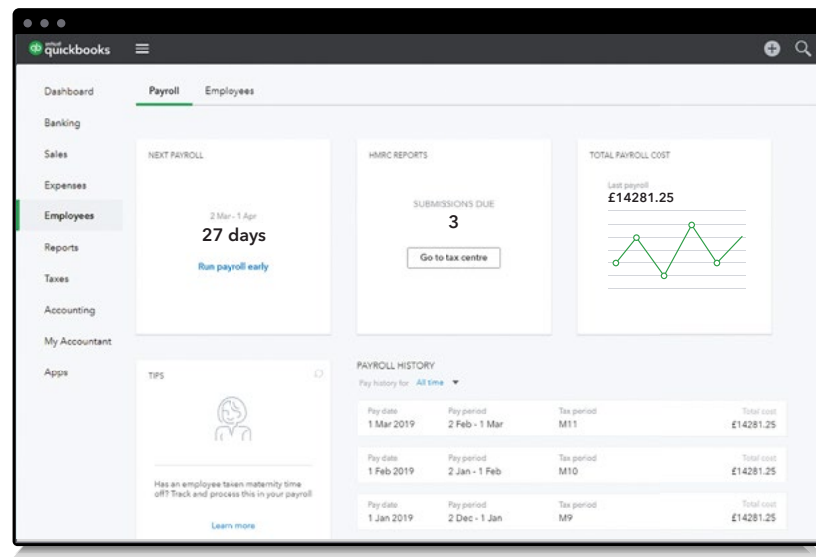 intuit
quickbooks
Dashboard
Banking
Sales
Expenses
Employees
Reports
Taxes
Accounting
My Accountant
Apps
Payroll Employees
NEXT PAYROLL
2 Mar - 1 Apr
27 days
Run payroll early
HMRC REPORTS
SUBMISSIONS DUE
3
Go to tax centre
TOTAL PAYROLL COST
Last payroll
£14281.25
TIPS
Has an employee taken maternity time
off? Track and process this in your payroll
Learn more
PAYROLL HISTORY
Pay history for All time
Pay date Pay period Tax period Total cost
1 Mar 2019 2 Feb - 1 Mar M11 £14281.25
Pay date Pay period Tax period Total cost
1 Feb 2019 2 Jan - 1 Feb M10 £14281.25
Pay date Pay period Tax period Total cost
1 Jan 2019 2 Dec - 1 Jan M9 £14281.25